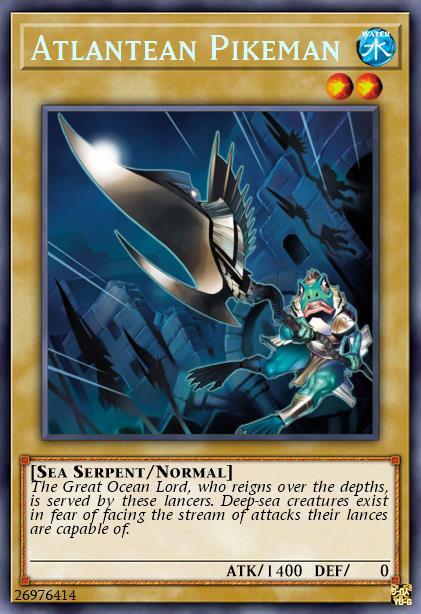 ATLANTEAN PIKEMAN
WATER
水
[SEA SERPENT/NORMAL]
The Great Ocean Lord, who reigns over the depths,
is served by these lancers. Deep-sea creatures exist
in fear of facing the stream of attacks their lances
are capable of.
ATK/1400 DEF/ 0
26976414